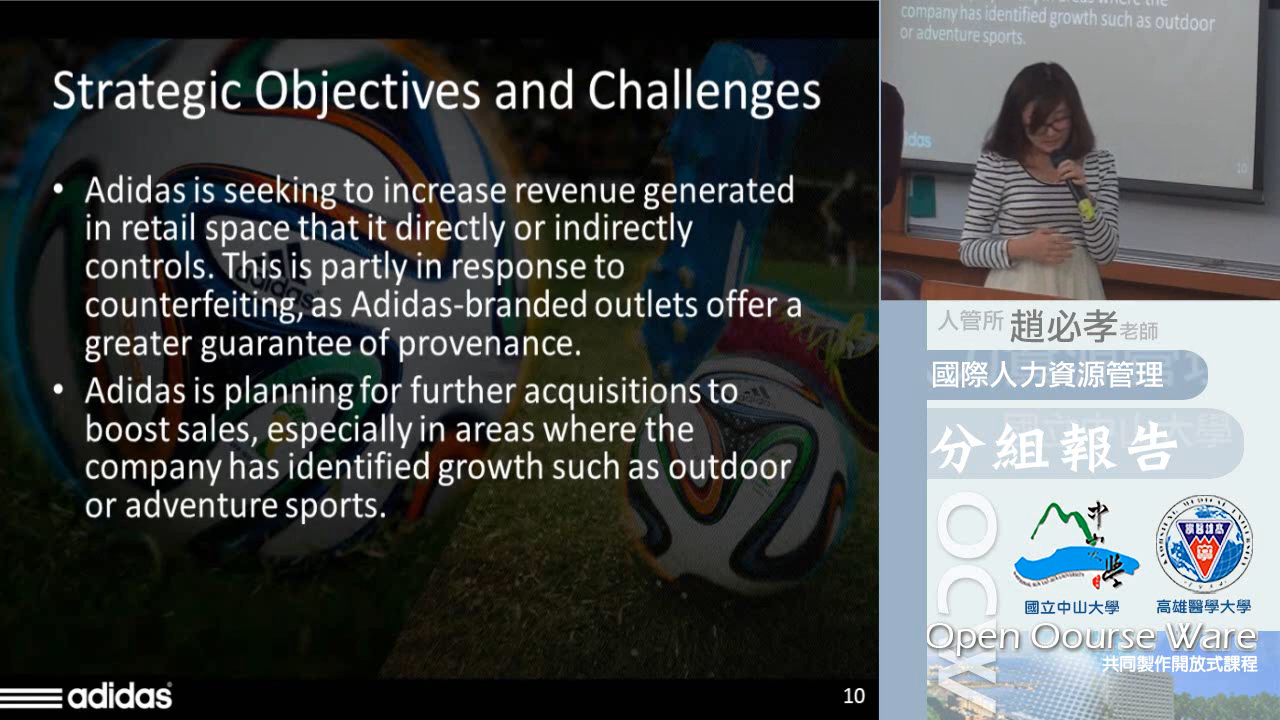 Strategic Objectives and Challenges
• Adidas is seeking to increase revenue generated
in retail space that it directly or indirectly
controls. This is partly in response to
counterfeiting, as Adidas-branded outlets offer a
greater guarantee of provenance.
• Adidas is planning for further acquisitions to
boost sales, especially in areas where the
company has identified growth such as outdoor
or adventure sports.
adidas
10
company has identified growth such as outdoor
or adventure sports.
10
人管所 趙必孝老師
國際人力資源管理
分組報告
OCW
國立中山大學
高雄醫學大學
Open Oourse Ware
共同製作開放式課程